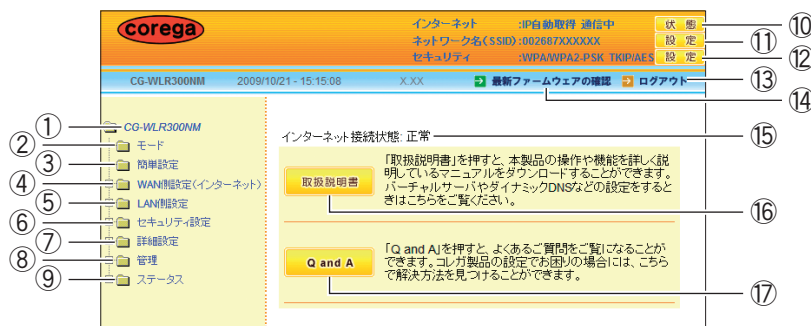 corega
インターネット :IP自動取得 通信中 状 態 ⑩
ネットワーク名(SSID):002687XXXXXX 設 定 ⑪
セキュリティ :WPA/WPA2-PSK TKIP/AES 設 定 ⑫
CG-WLR300NM 2009/10/21 - 15:15:08 X.XX 最新ファームウェアの確認 ログアウト ⑬
⑭
① CG-WLR300NM
② モード
③ 簡単設定
④ WAN側設定(インターネット)
⑤ LAN側設定
⑥ セキュリティ設定
⑦ 詳細設定
⑧ 管理
⑨ ステータス
インターネット接続状態: 正常 ⑮
取扱説明書
「取扱説明書」を押すと、本製品の操作や機能を詳しく説
明しているマニュアルをダウンロードすることができます。
バーチャルサーバやダイナミックDNSなどの設定をすると
きはこちらをご覧ください。
⑯
Q and A
「Q and A」を押すと、よくあるご質問をご覧になることが
できます。コレガ製品の設定でお困りの場合には、こちら
で解決方法を見つけることができます。
⑰